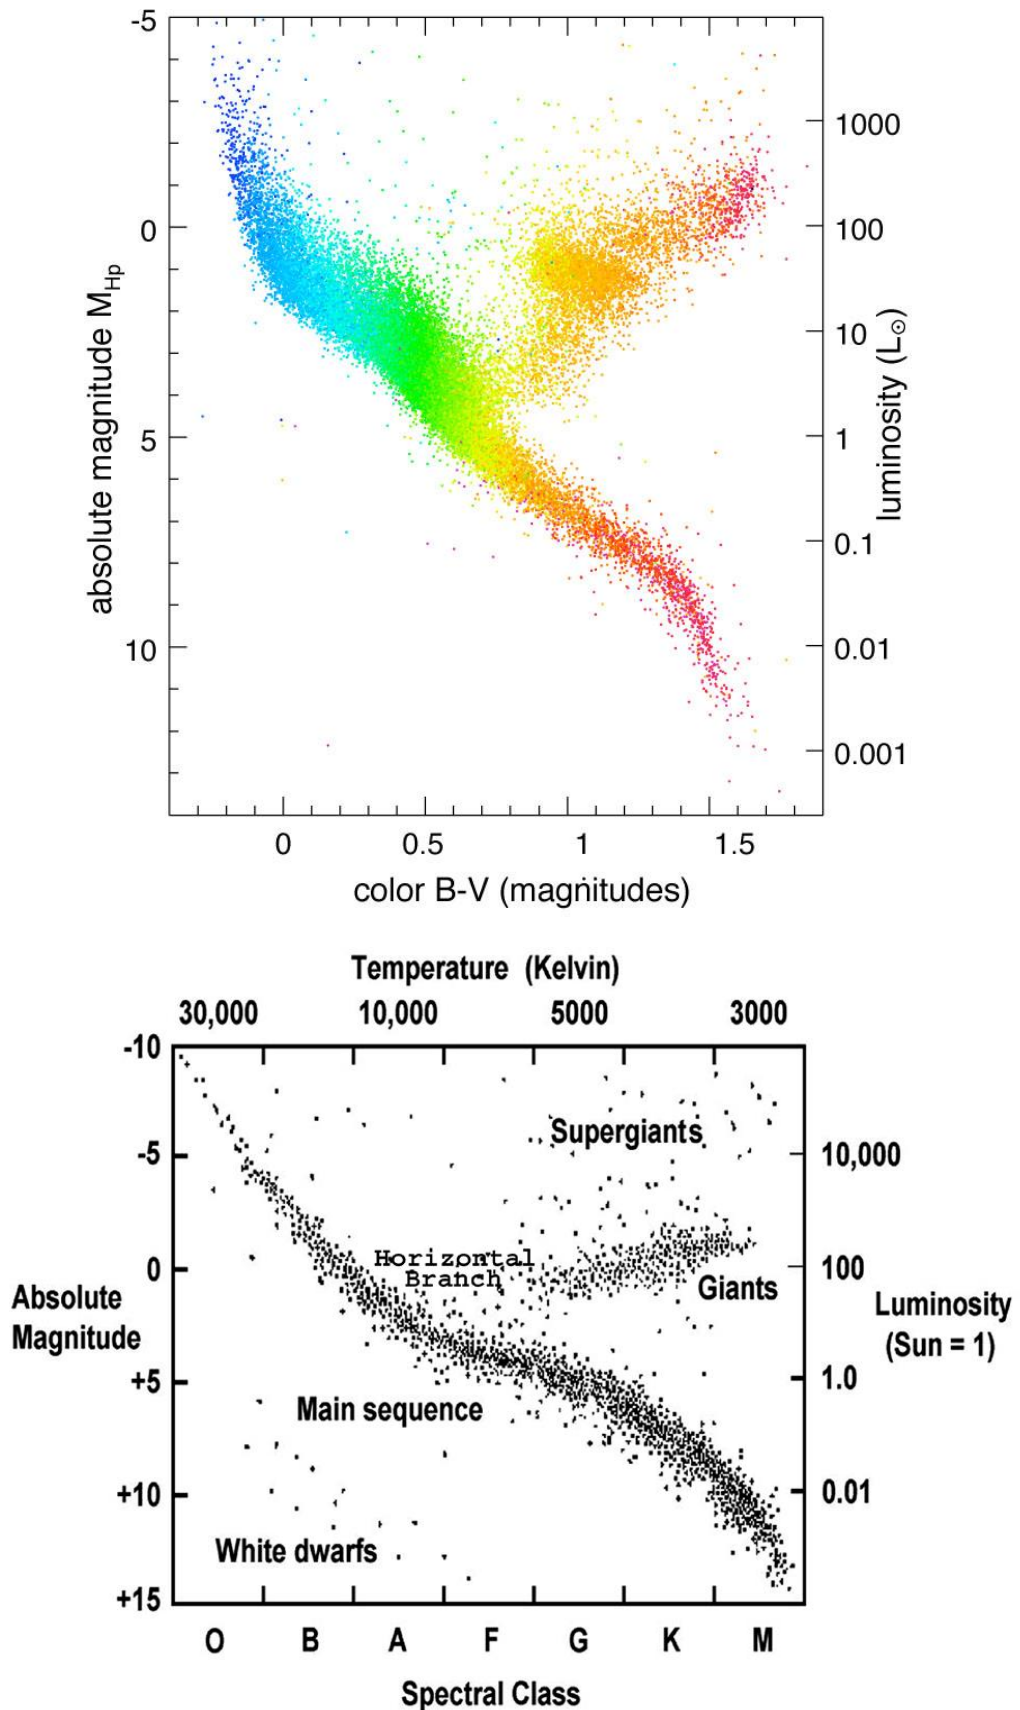 -5
0
5
10
absolute magnitude M_Hp
1000
100
10
1
0.1
0.01
0.001
luminosity (L☉)
0
0.5
1
1.5
color B-V (magnitudes)
Temperature (Kelvin)
30,000
10,000
5000
3000
-10
-5
0
+5
+10
+15
Absolute
Magnitude
Supergiants
Horizontal
Branch
Giants
Main sequence
White dwarfs
10,000
100
1.0
0.01
Luminosity
(Sun = 1)
O
B
A
F
G
K
M
Spectral Class